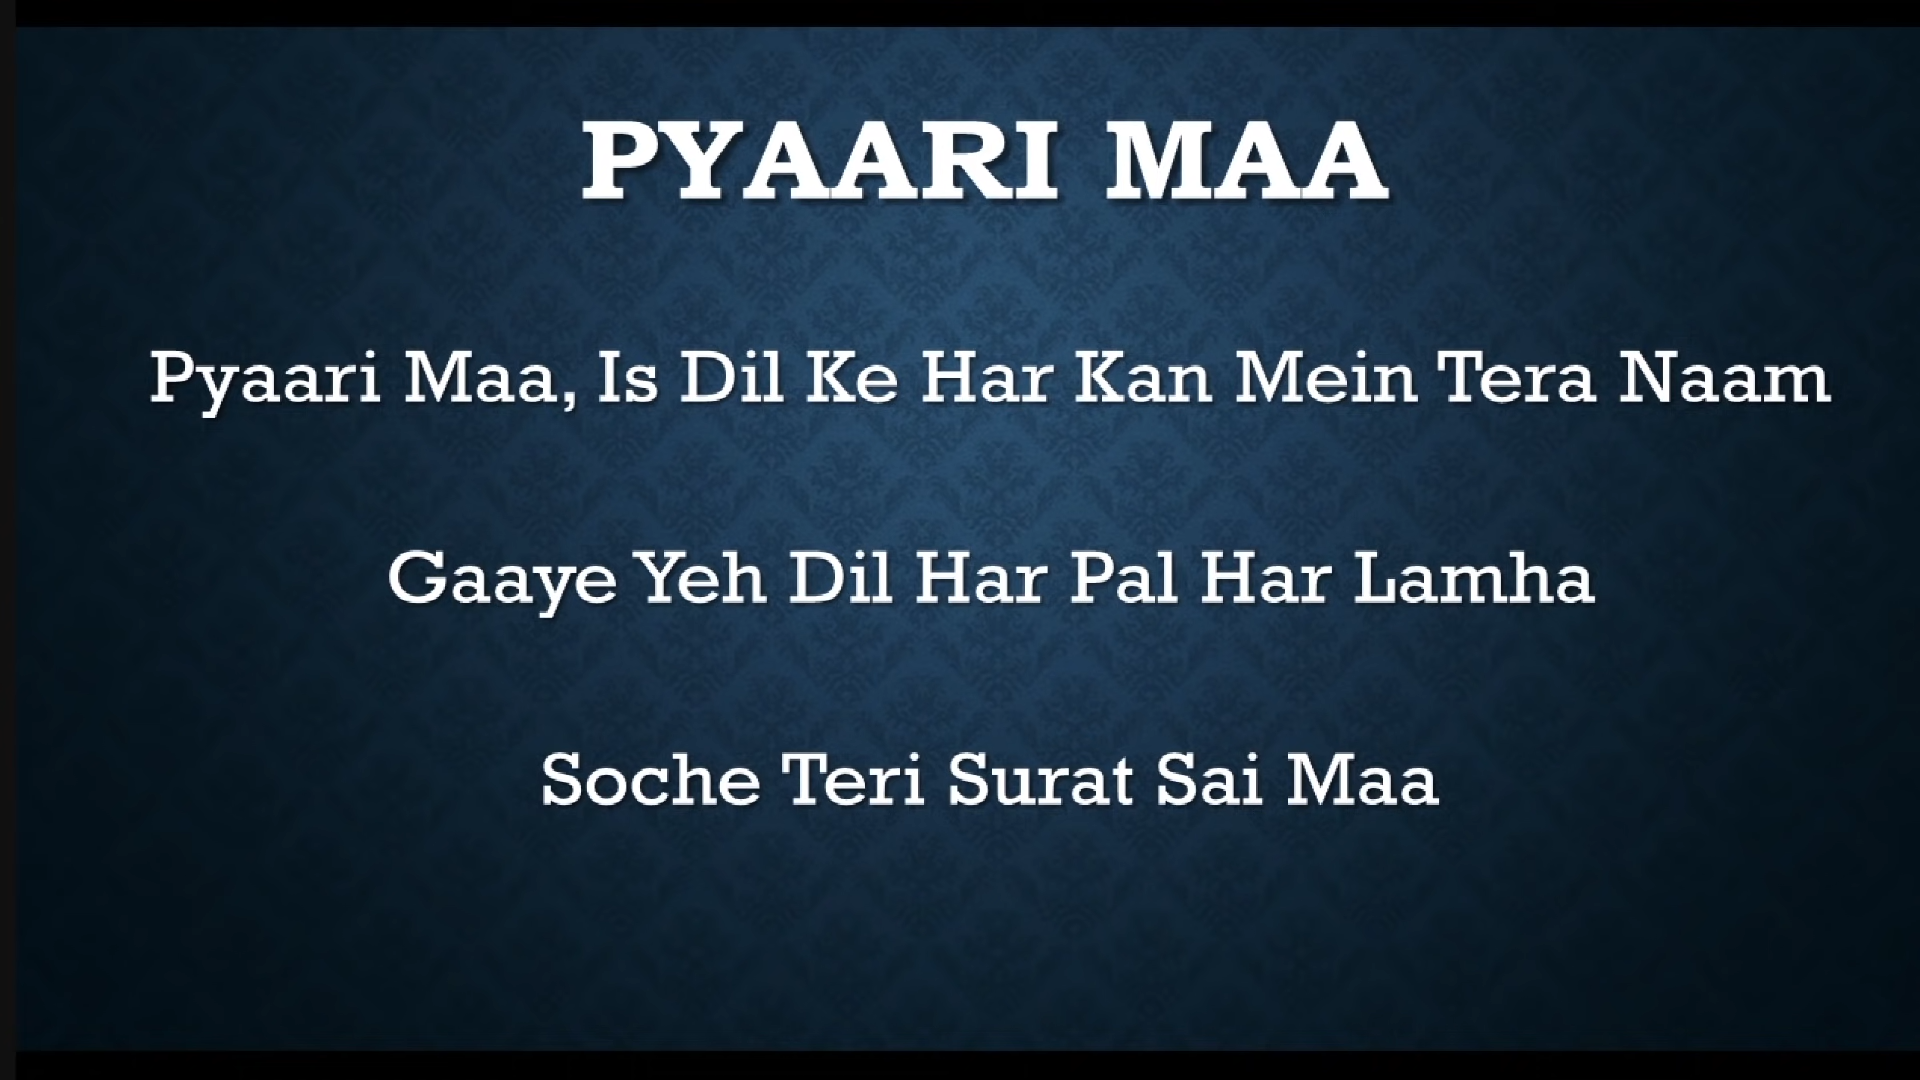 PYAARI MAA
Pyaari Maa, Is Dil Ke Har Kan Mein Tera Naam
Gaaye Yeh Dil Har Pal Har Lamha
Soche Teri Surat Sai Maa